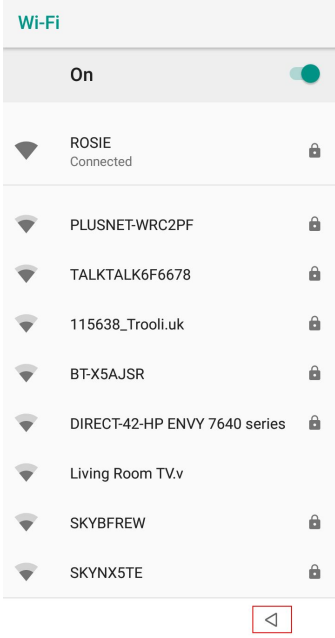 Wi-Fi
On
ROSIE
Connected
PLUSNET-WRC2PF
TALKTALK6F6678
115638_Trooli.uk
BT-X5AJSR
DIRECT-42-HP ENVY 7640 series
Living Room TV.v
SKYBFREW
SKYNX5TE